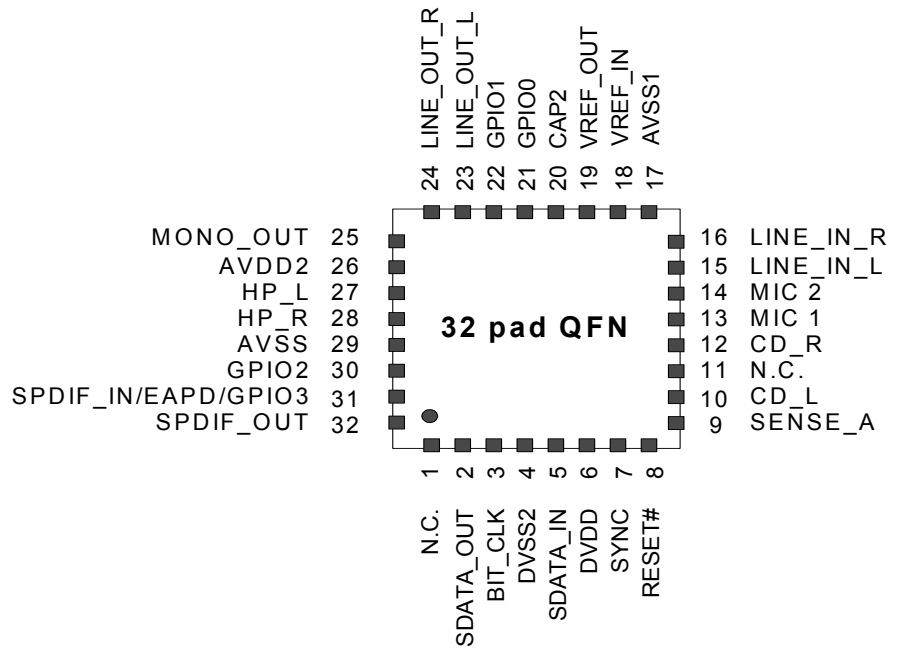 24 LINE_OUT_R
23 LINE_OUT_L
22 GPIO1
21 GPIO0
20 CAP2
19 VREF_OUT
18 VREF_IN
17 AVSS1
MONO_OUT 25
AVDD2 26
HP_L 27
HP_R 28
AVSS 29
GPIO2 30
SPDIF_IN/EAPD/GPIO3 31
SPDIF_OUT 32
32 pad QFN
16 LINE_IN_R
15 LINE_IN_L
14 MIC 2
13 MIC 1
12 CD_R
11 N.C.
10 CD_L
9 SENSE_A
1 N.C.
2 SDATA_OUT
3 BIT_CLK
4 DVSS2
5 SDATA_IN
6 DVDD
7 SYNC
8 RESET#